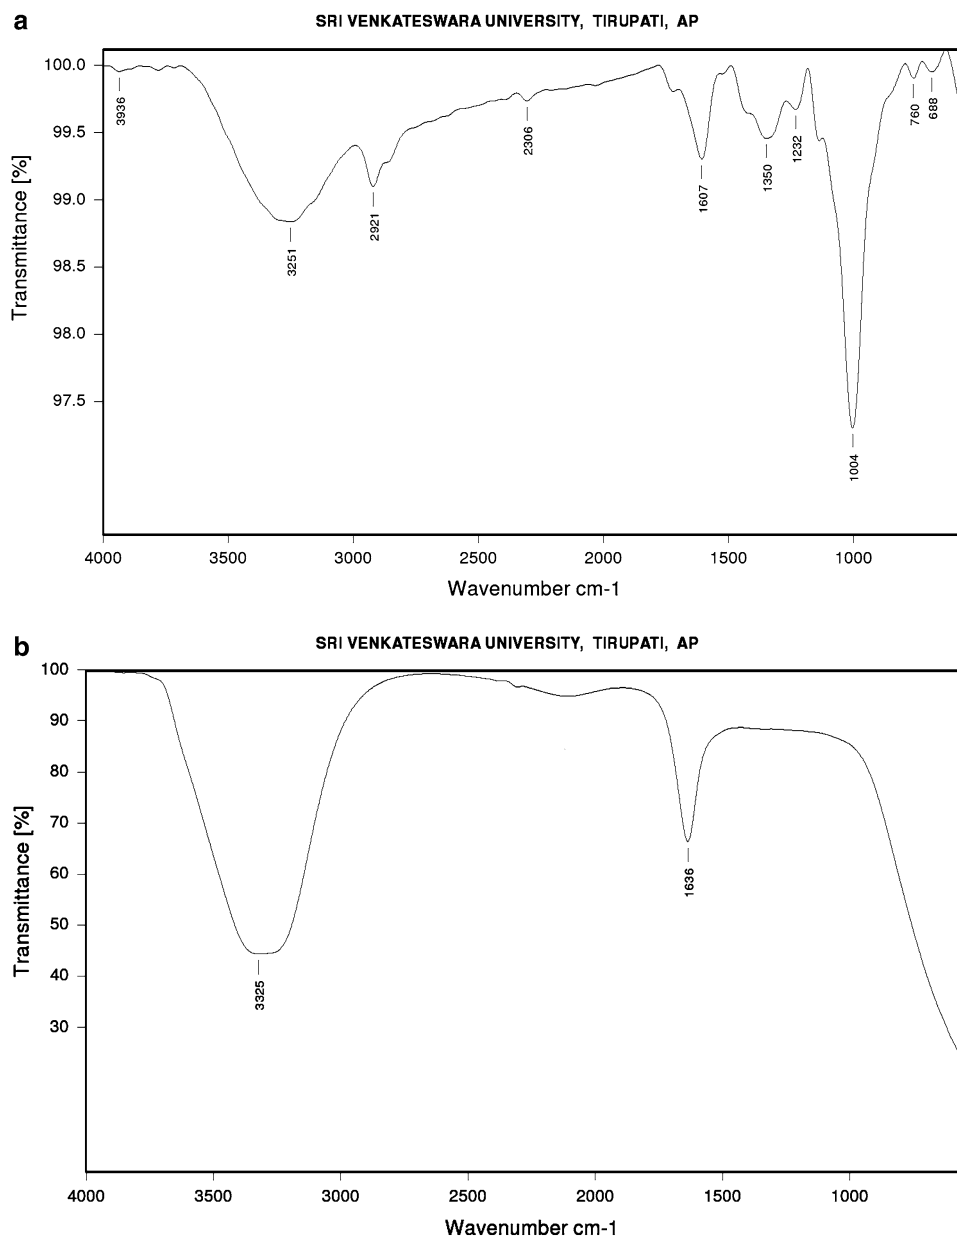 a
SRI VENKATESWARA UNIVERSITY, TIRUPATI, AP
Transmittance [%]
100.0
99.5
99.0
98.5
98.0
97.5
3936
3251
2921
2306
1607
1350
1232
1004
760
688
4000 3500 3000 2500 2000 1500 1000
Wavenumber cm-1
b
SRI VENKATESWARA UNIVERSITY, TIRUPATI, AP
Transmittance [%]
100
90
80
70
60
50
40
30
3325
1636
4000 3500 3000 2500 2000 1500 1000
Wavenumber cm-1